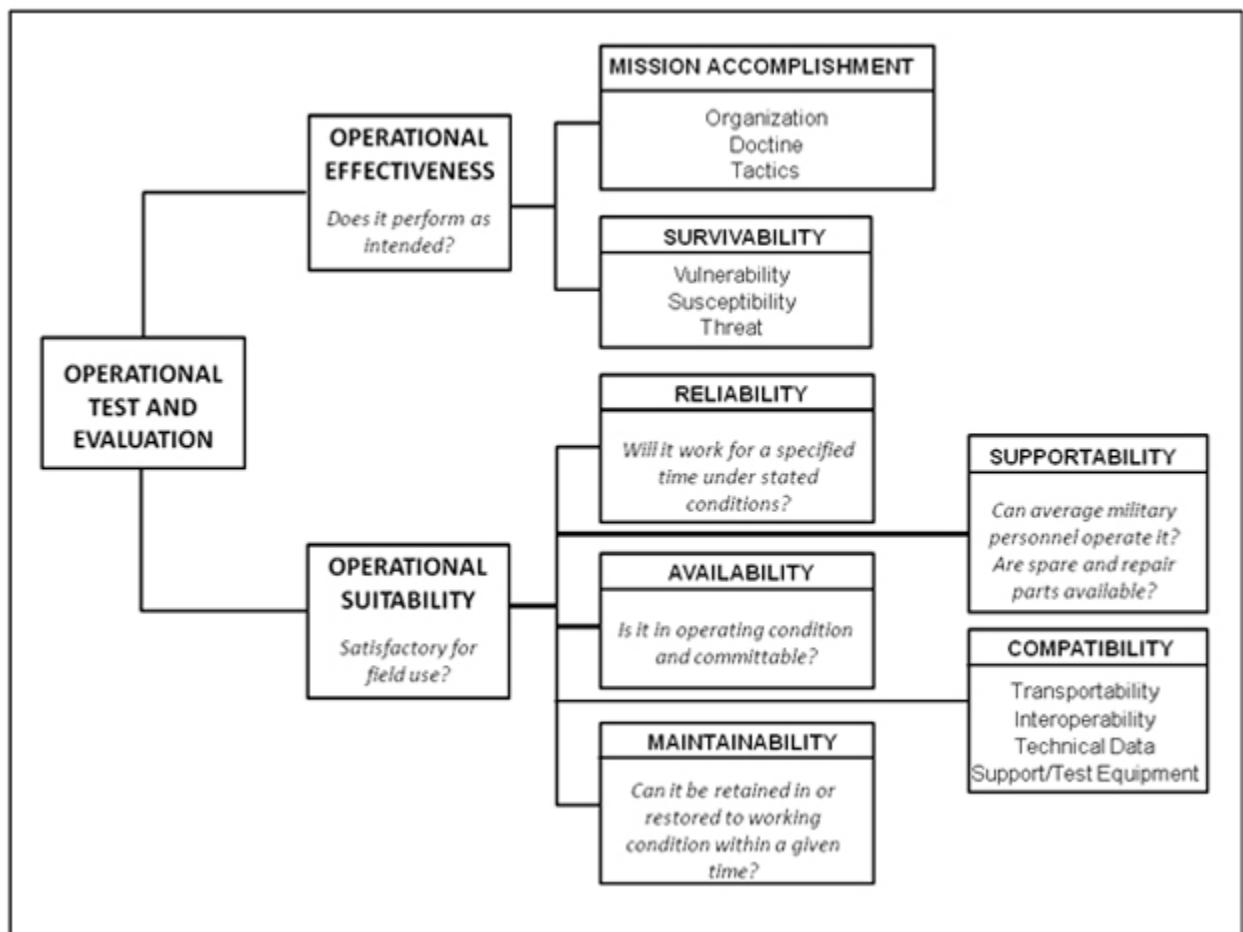 MISSION ACCOMPLISHMENT
Organization
Doctine
Tactics
OPERATIONAL
EFFECTIVENESS
Does it perform as
intended?
SURVIVABILITY
Vulnerability
Susceptibility
Threat
OPERATIONAL
TEST AND
EVALUATION
RELIABILITY
Will it work for a specified
time under stated
conditions?
SUPPORTABILITY
Can average military
personnel operate it?
Are spare and repair
parts available?
OPERATIONAL
SUITABILITY
Satisfactory for
field use?
AVAILABILITY
Is it in operating condition
and committable?
COMPATIBILITY
Transportability
Interoperability
Technical Data
Support/Test Equipment
MAINTAINABILITY
Can it be retained in or
restored to working
condition within a given
time?